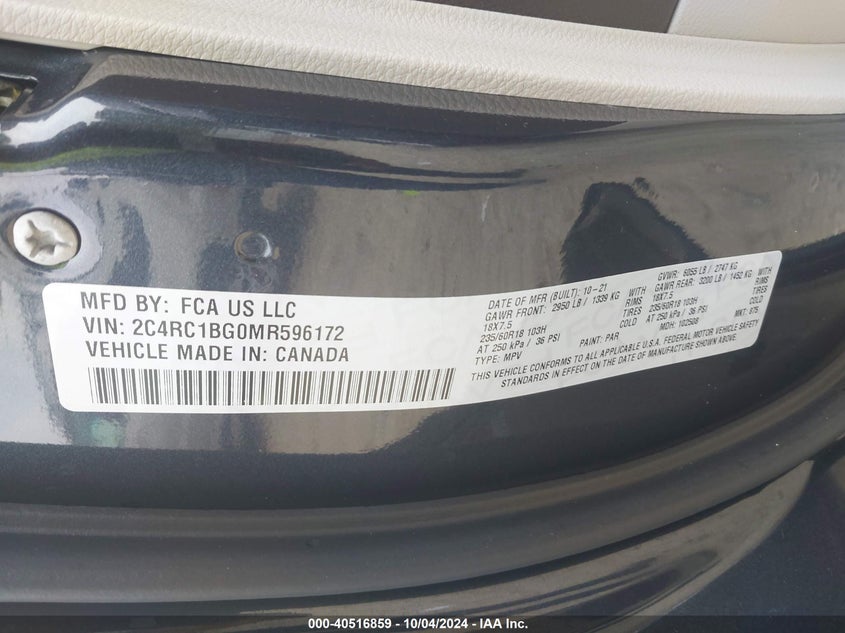 MFD BY: FCA US LLC
VIN: 2C4RC1BG0MR596172
VEHICLE MADE IN: CANADA
DATE OF MFR (BUILT): 10-21 GVWR: 6055 LB / 2747 KG
GAWR FRONT: 2950 LB / 1339 KG WITH GAWR REAR: 3200 LB / 1452 KG WITH
18X7.5 RIMS 18X7.5 RIMS
235/60R18 103H TIRES 235/60R18 103H TIRES
AT 250 kPa / 36 PSI COLD AT 250 kPa / 36 PSI COLD
TYPE: MPV PAINT: PAR MDH: 102508 MKT: 875
THIS VEHICLE CONFORMS TO ALL APPLICABLE U.S.A. FEDERAL MOTOR VEHICLE SAFETY
STANDARDS IN EFFECT ON THE DATE OF MANUFACTURE SHOWN ABOVE.
000-40516859 - 10/04/2024 - IAA Inc.